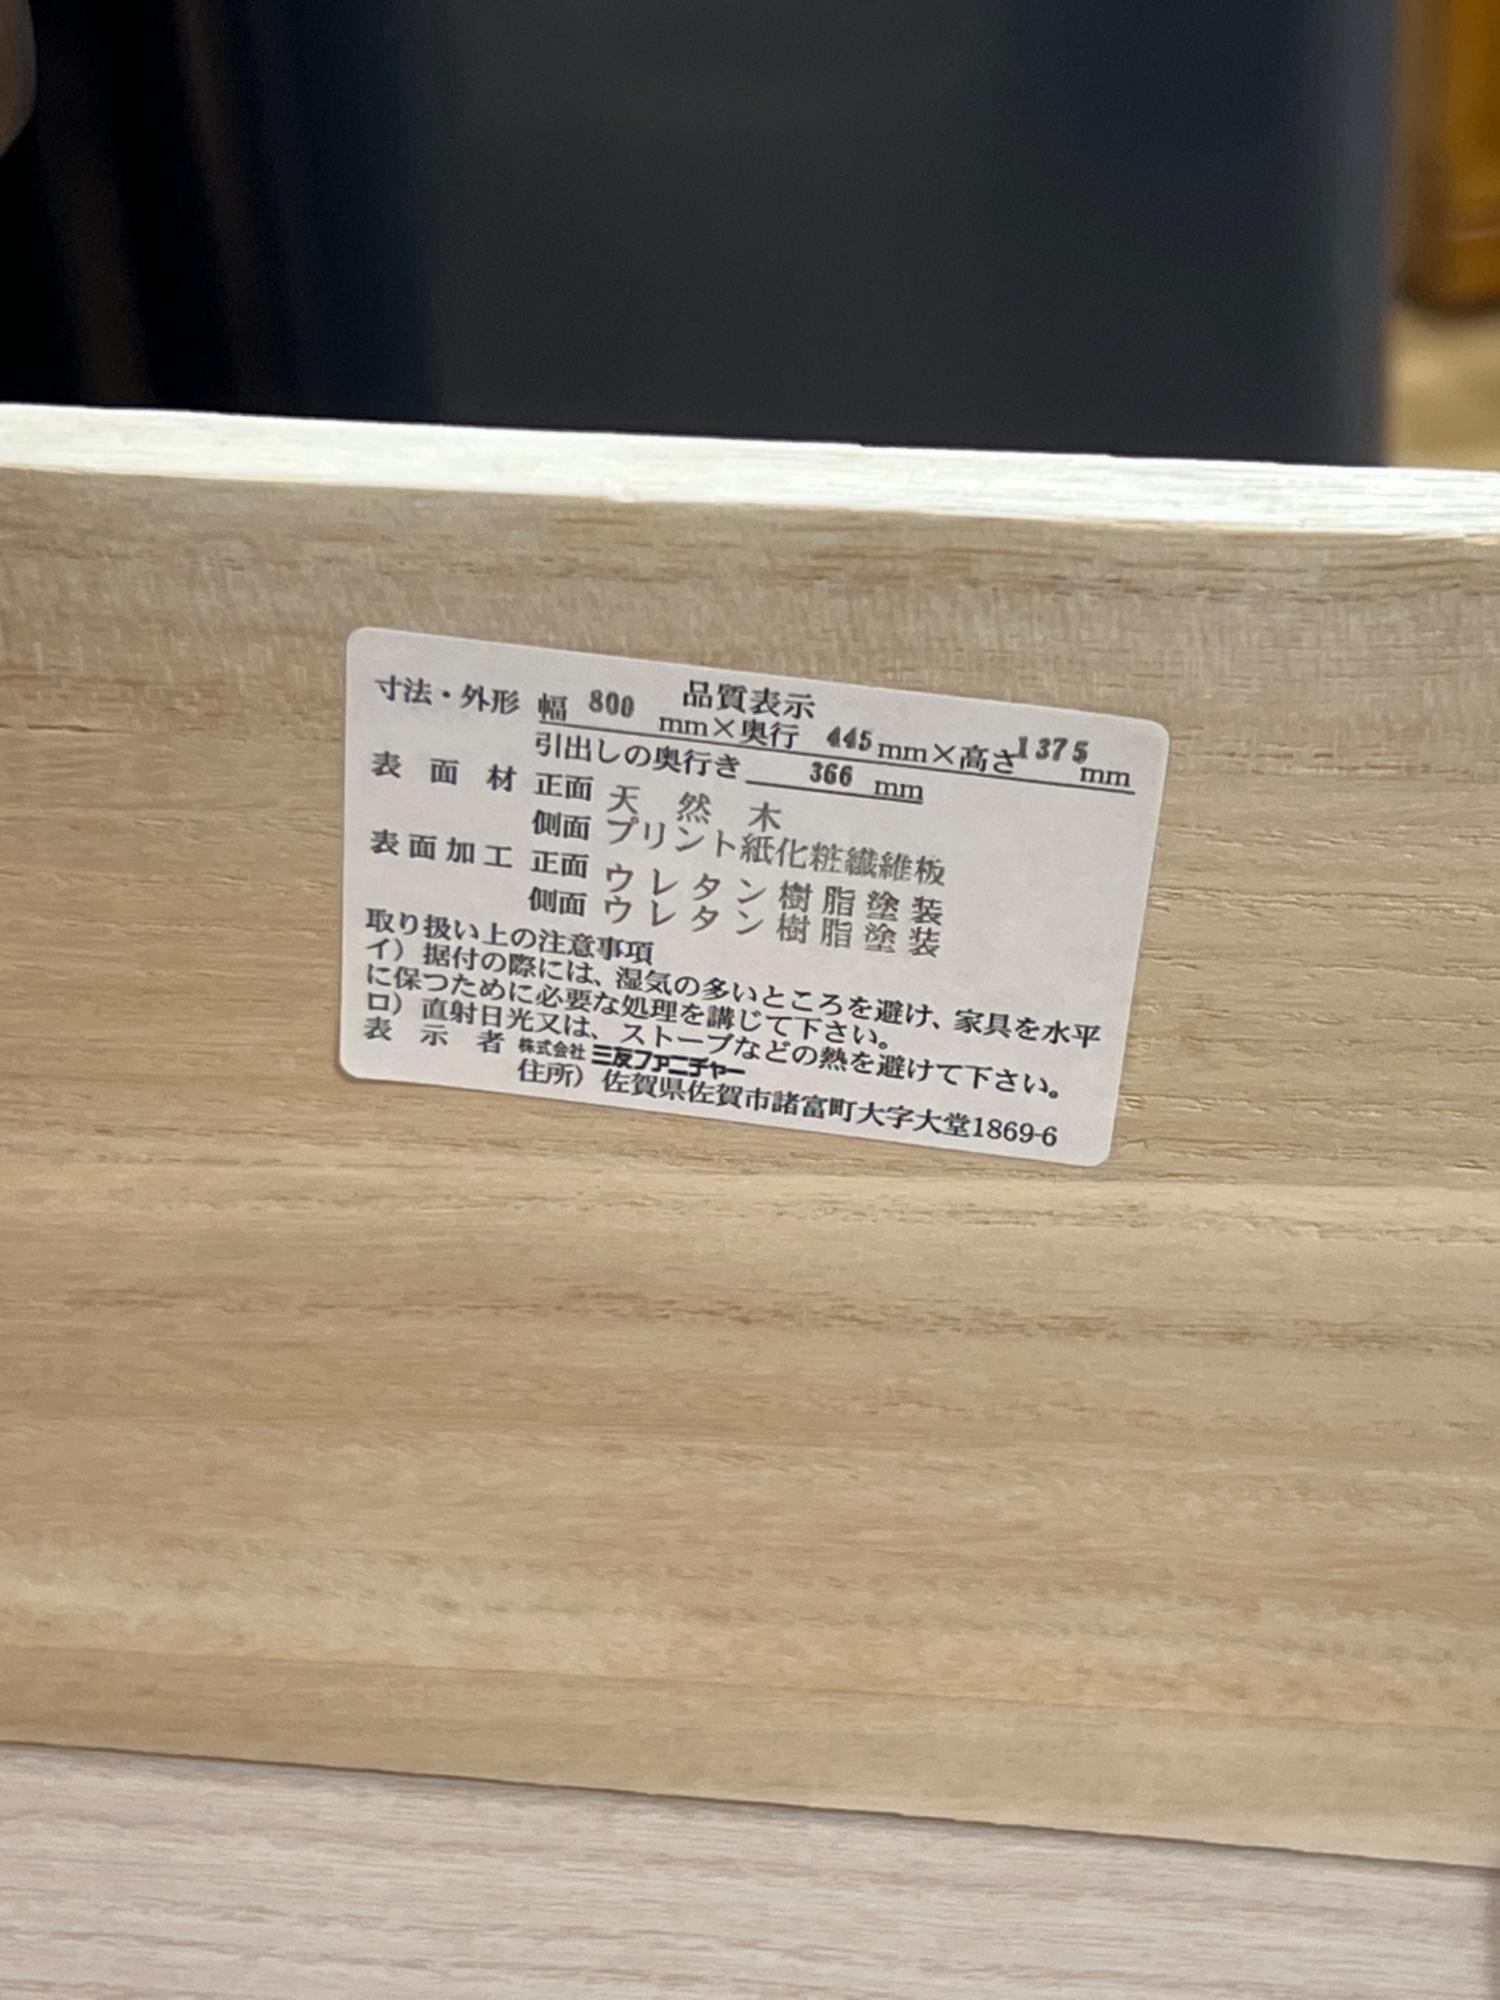 品質表示
寸法・外形 幅 800 mm×奥行 445mm×高さ1375mm
引出しの奥行き 366 mm
表面材 正面 天然木
側面 プリント紙化粧繊維板
表面加工 正面 ウレタン樹脂塗装
側面 ウレタン樹脂塗装
取り扱い上の注意事項
イ）据付の際には、湿気の多いところを避け、家具を水平
に保つために必要な処理を講じて下さい。
ロ）直射日光又は、ストーブなどの熱を避けて下さい。
表示者 株式会社 三友ファニチャー
住所）佐賀県佐賀市諸富町大字大堂1869-6